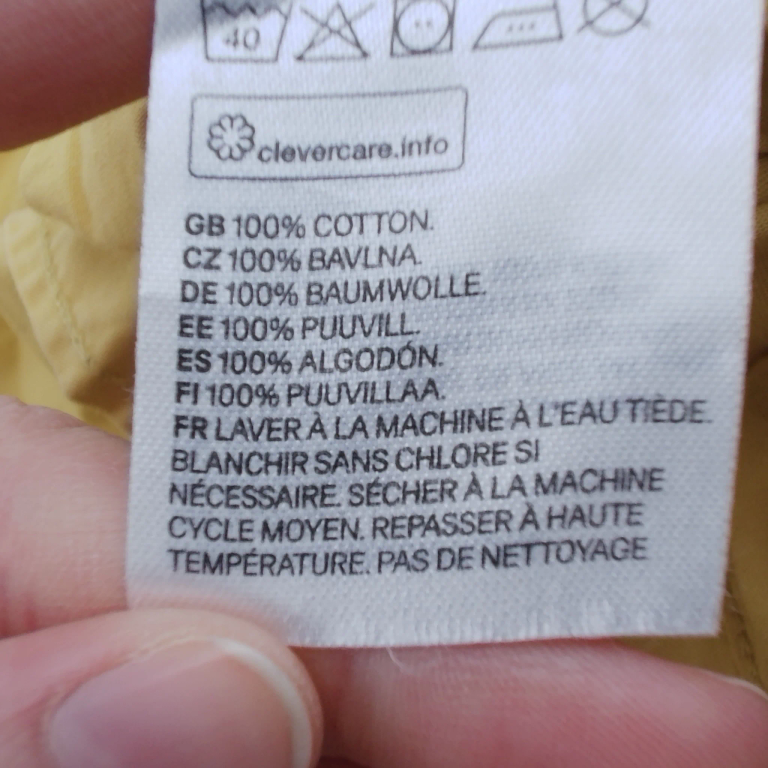 40
clevercare.info
GB 100% COTTON.
CZ 100% BAVLNA.
DE 100% BAUMWOLLE.
EE 100% PUUVILL.
ES 100% ALGODÓN.
FI 100% PUUVILLAA.
FR LAVER À LA MACHINE À L'EAU TIÈDE.
BLANCHIR SANS CHLORE SI
NÉCESSAIRE. SÉCHER À LA MACHINE
CYCLE MOYEN. REPASSER À HAUTE
TEMPÉRATURE. PAS DE NETTOYAGE